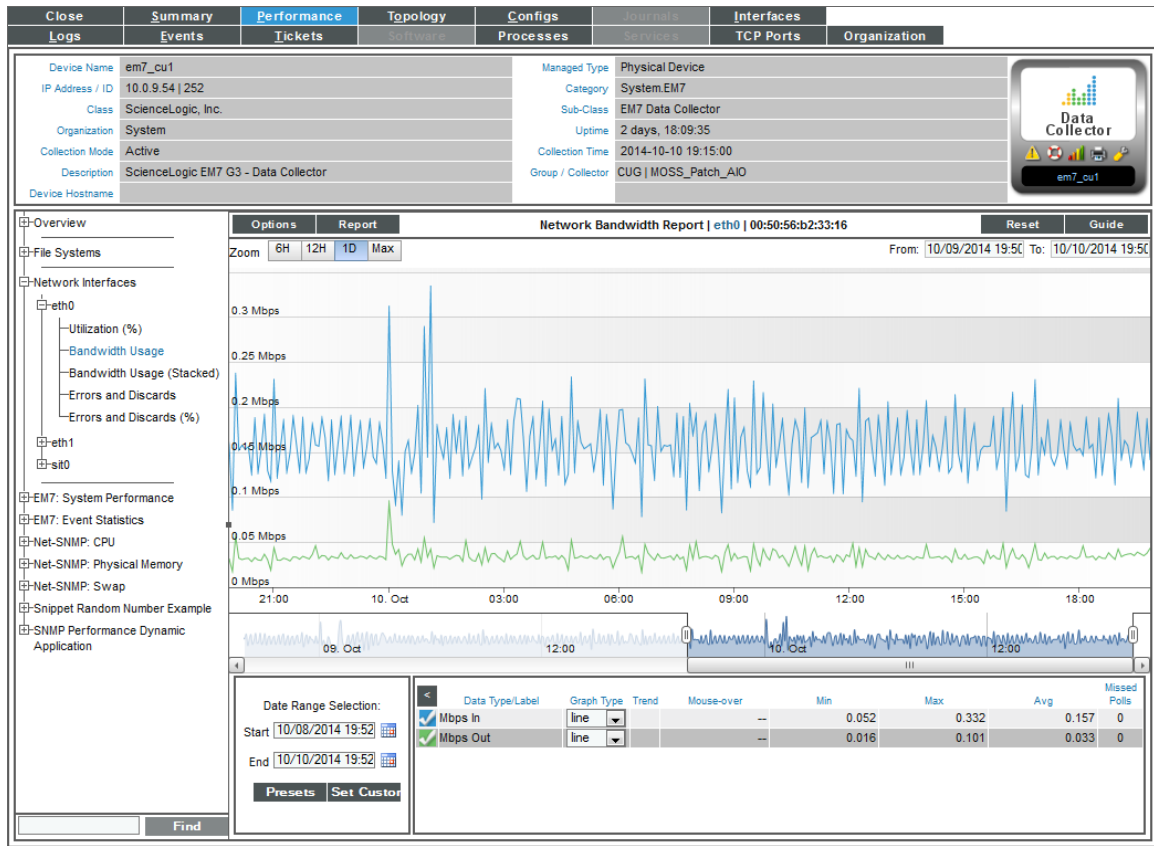 Close Summary Performance Topology Configs Journals Interfaces
Logs Events Tickets Software Processes Services TCP Ports Organization
Device Name em7_cu1 Managed Type Physical Device
IP Address / ID 10.0.9.54 | 252 Category System.EM7
Class ScienceLogic, Inc. Sub-Class EM7 Data Collector
Organization System Uptime 2 days, 18:09:35
Collection Mode Active Collection Time 2014-10-10 19:15:00
Description ScienceLogic EM7 G3 - Data Collector Group / Collector CUG | MOSS_Patch_AIO
Device Hostname
Data
Collector
em7_cu1
Overview
File Systems
Network Interfaces
eth0
Utilization (%)
Bandwidth Usage
Bandwidth Usage (Stacked)
Errors and Discards
Errors and Discards (%)
eth1
sit0
EM7: System Performance
EM7: Event Statistics
Net-SNMP: CPU
Net-SNMP: Physical Memory
Net-SNMP: Swap
Snippet Random Number Example
SNMP Performance Dynamic
Application
Find
Options Report Network Bandwidth Report | eth0 | 00:50:56:b2:33:16 Reset Guide
Zoom 6H 12H 1D Max From: 10/09/2014 19:50 To: 10/10/2014 19:50
0.3 Mbps
0.25 Mbps
0.2 Mbps
0.15 Mbps
0.1 Mbps
0.05 Mbps
0 Mbps
21:00 10. Oct 03:00 06:00 09:00 12:00 15:00 18:00
09. Oct 12:00 10. Oct 12:00
Date Range Selection:
Start 10/08/2014 19:52
End 10/10/2014 19:52
Presets Set Custor
< Data Type/Label Graph Type Trend Mouse-over Min Max Avg Missed Polls
Mbps In line -- 0.052 0.332 0.157 0
Mbps Out line -- 0.016 0.101 0.033 0